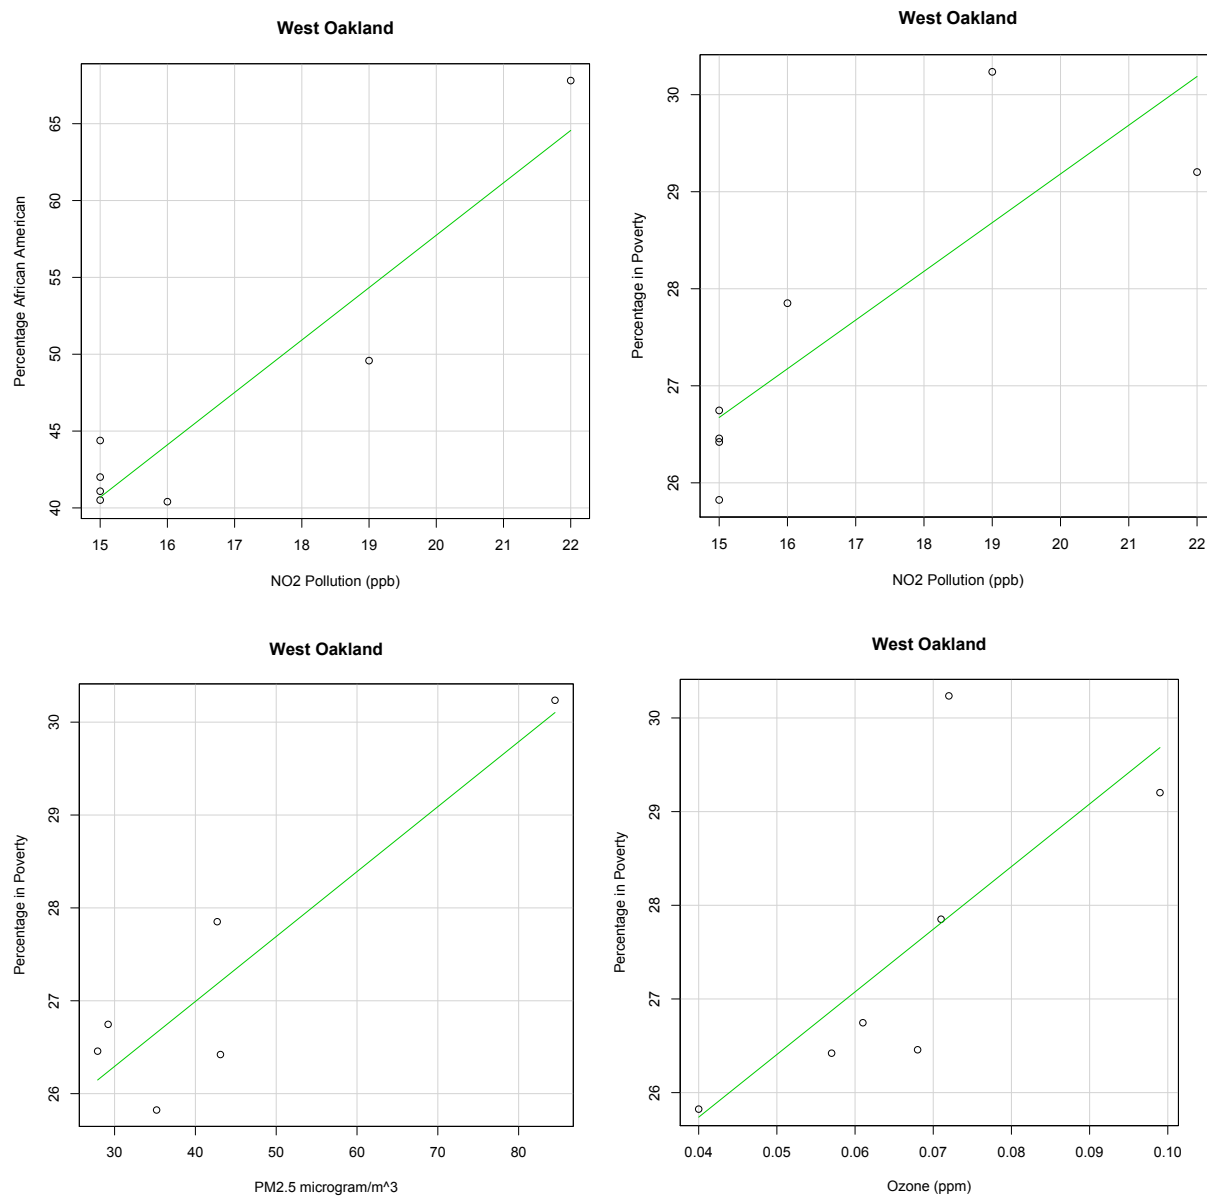 West Oakland
65
60
55
50
45
40
Percentage African American
15 16 17 18 19 20 21 22
NO2 Pollution (ppb)
West Oakland
30
29
28
27
26
Percentage in Poverty
15 16 17 18 19 20 21 22
NO2 Pollution (ppb)
West Oakland
30
29
28
27
26
Percentage in Poverty
30 40 50 60 70 80
PM2.5 microgram/m^3
West Oakland
30
29
28
27
26
Percentage in Poverty
0.04 0.05 0.06 0.07 0.08 0.09 0.10
Ozone (ppm)